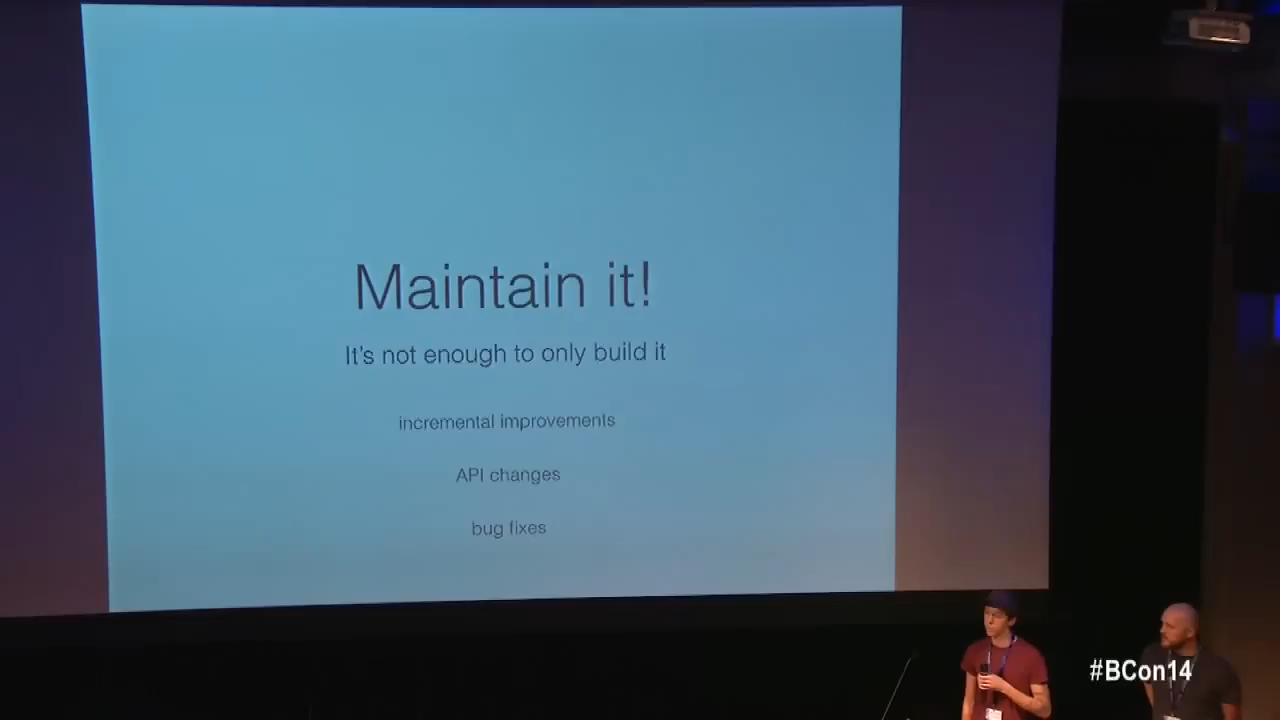 Maintain it!
It's not enough to only build it
incremental improvements
API changes
bug fixes
#BCon14